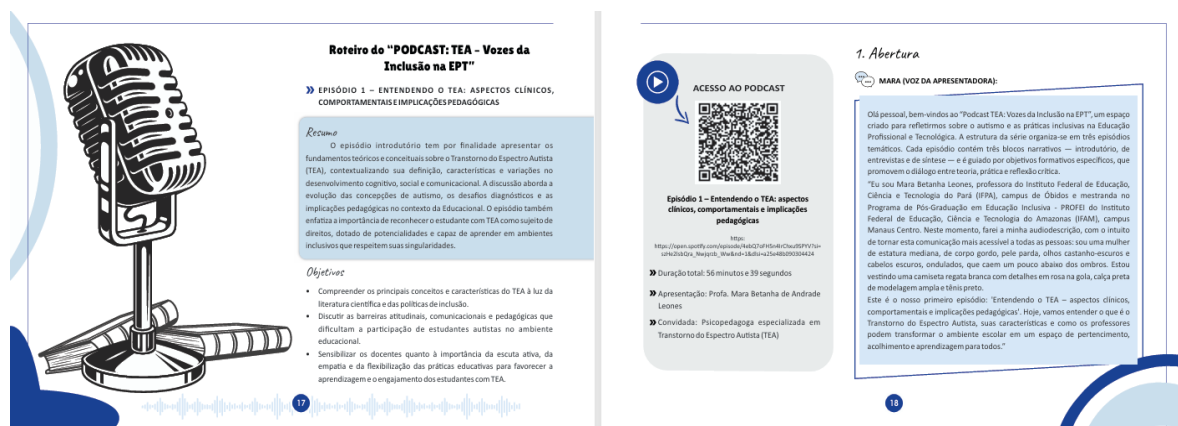 Roteiro do "PODCAST: TEA – Vozes da
Inclusão na EPT"
EPISÓDIO 1 – ENTENDENDO O TEA: ASPECTOS CLÍNICOS,
COMPORTAMENTAIS E IMPLICAÇÕES PEDAGÓGICAS
Resumo
O episódio introdutório tem por finalidade apresentar os
fundamentos teóricos e conceituais sobre o Transtorno do Espectro Autista
(TEA), contextualizando sua definição, características e variações no
desenvolvimento cognitivo, social e comunicacional. A discussão aborda a
evolução das concepções de autismo, os desafios diagnósticos e as
implicações pedagógicas no contexto da Educacional. O episódio também
enfatiza a importância de reconhecer o estudante com TEA como sujeito de
direitos, dotado de potencialidades e capaz de aprender em ambientes
inclusivos que respeitem suas singularidades.
Objetivos
• Compreender os principais conceitos e características do TEA à luz da
literatura científica e das políticas de inclusão.
• Discutir as barreiras atitudinais, comunicacionais e pedagógicas que
dificultam a participação de estudantes autistas no ambiente
educacional.
• Sensibilizar os docentes quanto à importância da escuta ativa, da
empatia e da flexibilização das práticas educativas para favorecer a
aprendizagem e o engajamento dos estudantes com TEA.
17
ACESSO AO PODCAST
Episódio 1 – Entendendo o TEA: aspectos
clínicos, comportamentais e implicações
pedagógicas
https:
Duração total: 56 minutos e 39 segundos
Apresentação: Profa. Mara Betanha de Andrade
Leones
Convidada: Psicopedagoga especializada em
Transtorno do Espectro Autista (TEA)
1. Abertura
MARA (VOZ DA APRESENTADORA):
Olá pessoal, bem-vindos ao "Podcast TEA: Vozes da Inclusão na EPT", um espaço
criado para refletirmos sobre o autismo e as práticas inclusivas na Educação
Profissional e Tecnológica. A estrutura da série organiza-se em três episódios
temáticos. Cada episódio contém três blocos narrativos — introdutório, de
entrevistas e de síntese — e é guiado por objetivos formativos específicos, que
promovem o diálogo entre teoria, prática e reflexão crítica.
"Eu sou Mara Betanha Leones, professora do Instituto Federal de Educação,
Ciência e Tecnologia do Pará (IFPA), campus de Óbidos e mestranda no
Programa de Pós-Graduação em Educação Inclusiva - PROFEI do Instituto
Federal de Educação, Ciência e Tecnologia do Amazonas (IFAM), campus
Manaus Centro. Neste momento, farei a minha audiodescrição, com o intuito
de tornar esta comunicação mais acessível a todas as pessoas: sou uma mulher
de estatura mediana, de corpo gordo, pele parda, olhos castanho-escuros e
cabelos escuros, ondulados, que caem um pouco abaixo dos ombros. Estou
vestindo uma camiseta regata branca com detalhes em rosa na gola, calça preta
de modelagem ampla e tênis preto.
Este é o nosso primeiro episódio: 'Entendendo o TEA – aspectos clínicos,
comportamentais e implicações pedagógicas'. Hoje, vamos entender o que é o
Transtorno do Espectro Autista, suas características e como os professores
podem transformar o ambiente escolar em um espaço de pertencimento,
acolhimento e aprendizagem para todos."
18